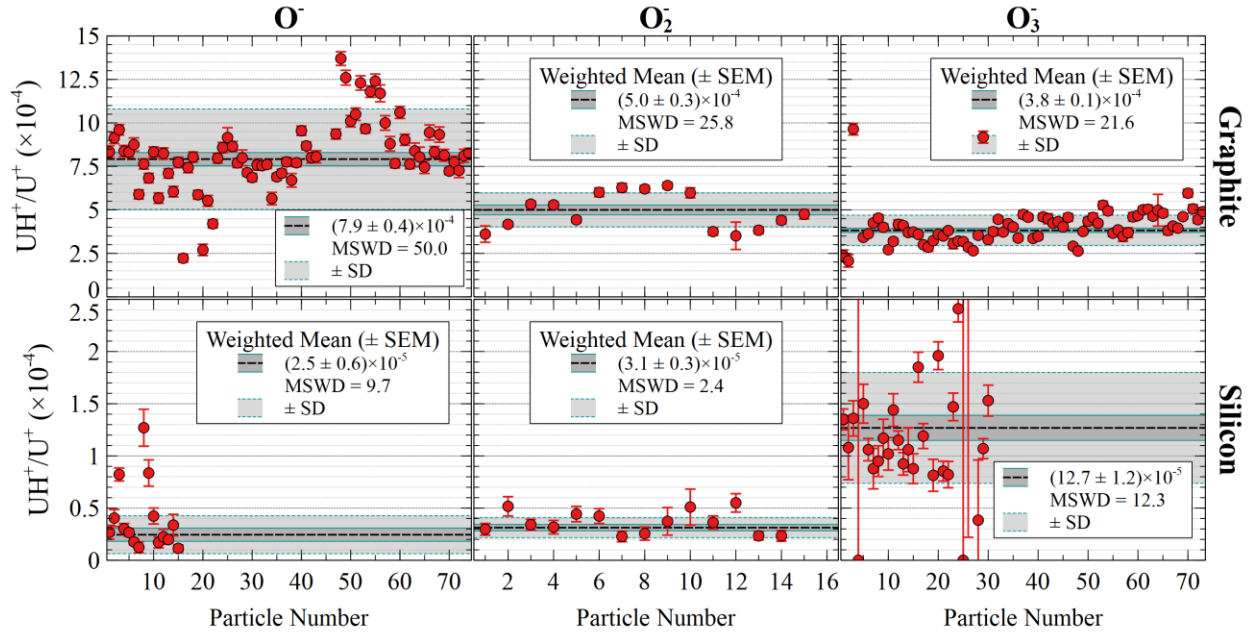 O⁻ O₂⁻ O₃⁻
UH⁺/U⁺ (×10⁻⁴)
15
12.5
10
7.5
5
2.5
0
(7.9 ± 0.4)×10⁻⁴
MSWD = 50.0
± SD
Weighted Mean (± SEM)
(5.0 ± 0.3)×10⁻⁴
MSWD = 25.8
± SD
Weighted Mean (± SEM)
(3.8 ± 0.1)×10⁻⁴
MSWD = 21.6
± SD
Graphite
UH⁺/U⁺ (×10⁻⁴)
2.5
2
1.5
1
0.5
0
Weighted Mean (± SEM)
(2.5 ± 0.6)×10⁻⁵
MSWD = 9.7
± SD
Weighted Mean (± SEM)
(3.1 ± 0.3)×10⁻⁵
MSWD = 2.4
± SD
(12.7 ± 1.2)×10⁻⁵
MSWD = 12.3
± SD
Silicon
10 20 30 40 50 60 70
2 4 6 8 10 12 14 16
10 20 30 40 50 60 70
Particle Number Particle Number Particle Number